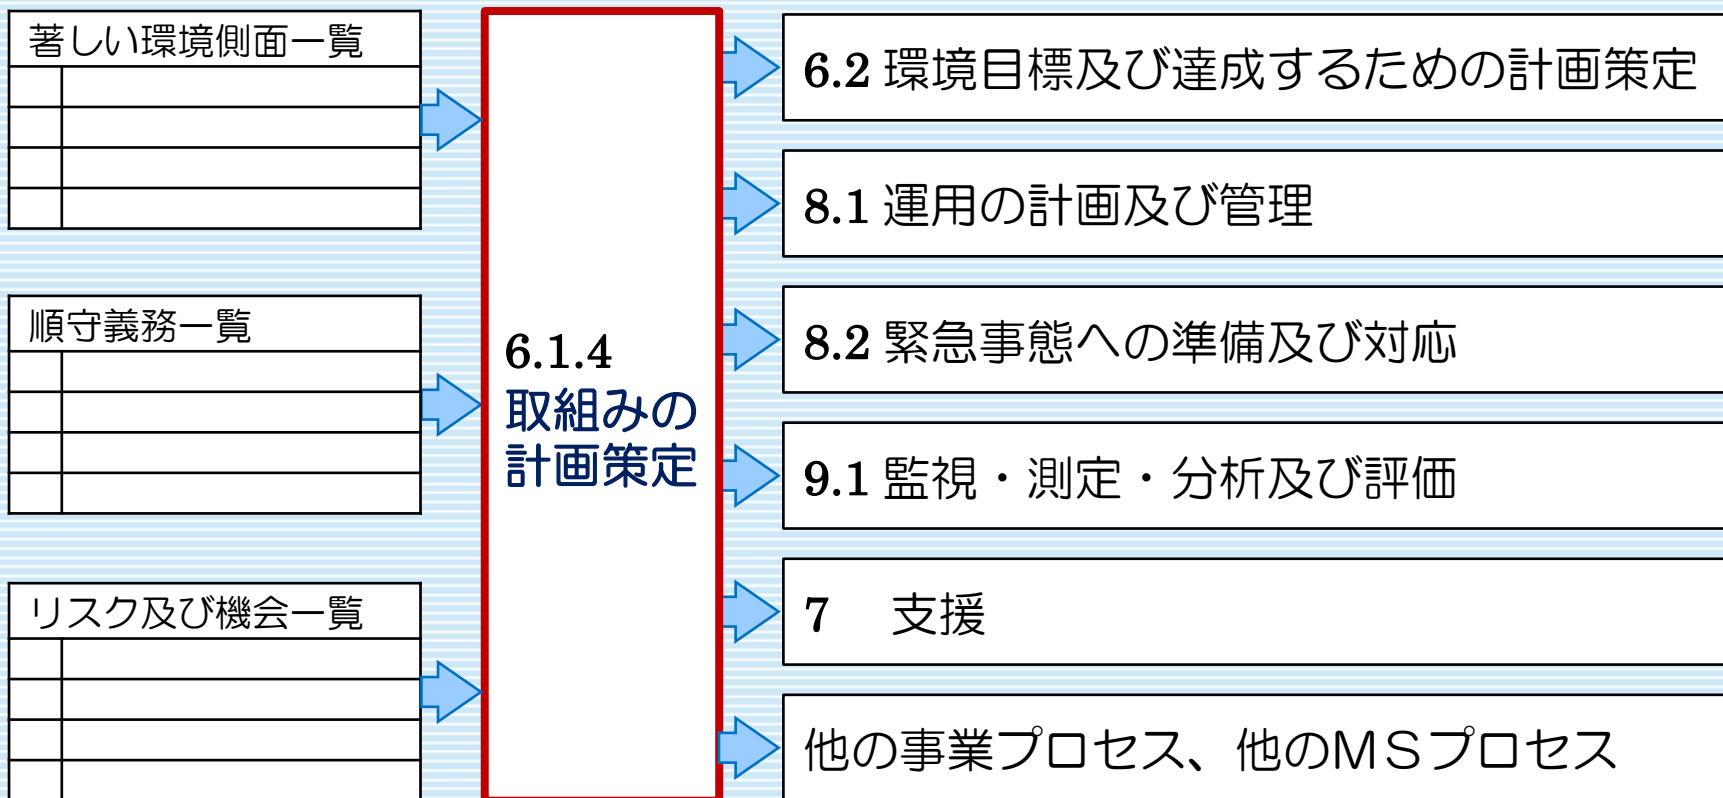 著しい環境側面一覧
順守義務一覧
リスク及び機会一覧
6.1.4
取組みの
計画策定
6.2 環境目標及び達成するための計画策定
8.1 運用の計画及び管理
8.2 緊急事態への準備及び対応
9.1 監視・測定・分析及び評価
7 支援
他の事業プロセス、他のMSプロセス